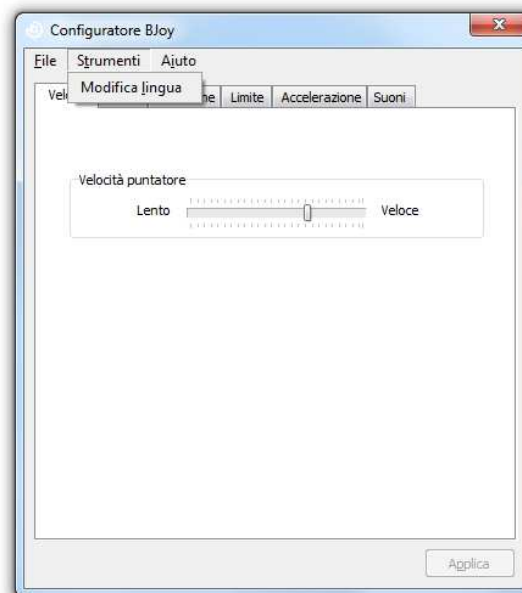 Configuratore BJoy
File Strumenti Aiuto
Modifica lingua
Limite Accelerazione Suoni
Velocità puntatore
Lento Veloce
Applica